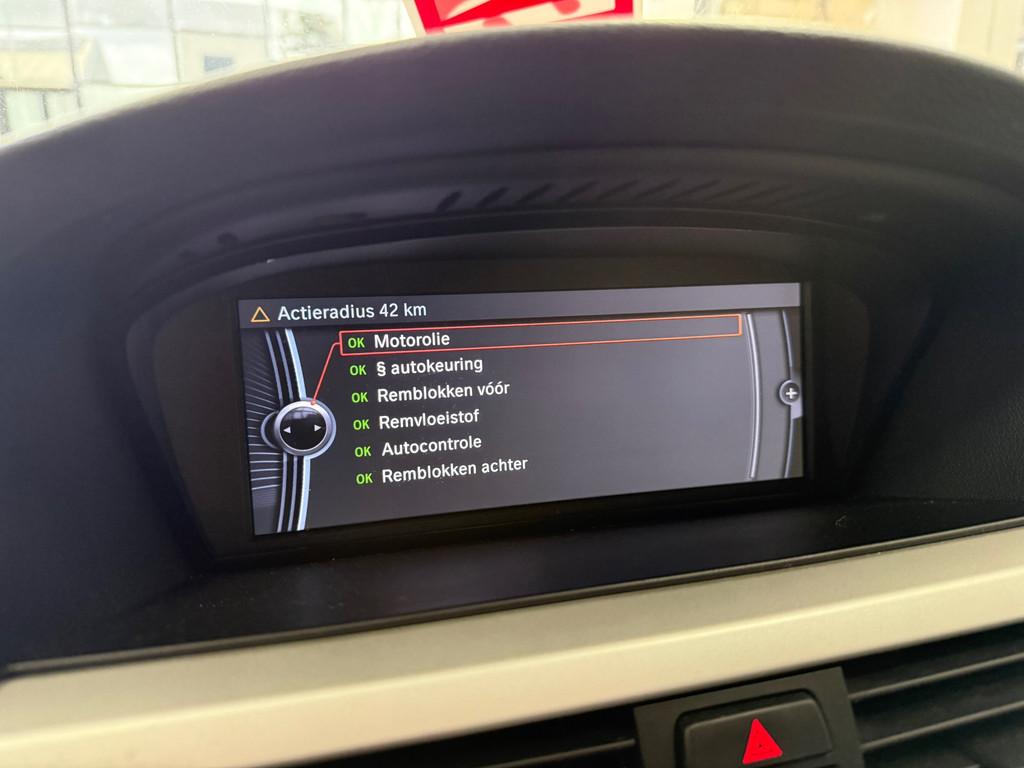 Actieradius 42 km
OK Motorolie
OK § autokeuring
OK Remblokken vóór
OK Remvloeistof
OK Autocontrole
OK Remblokken achter